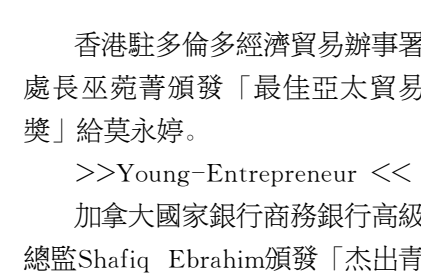 香港駐多倫多經濟貿易辦事署
處長巫菀菁頒發「最佳亞太貿易
獎」給莫永婷。
>>Young-Entrepreneur <<
加拿大國家銀行商務銀行高級
總監Shafiq Ebrahim頒發「杰出青